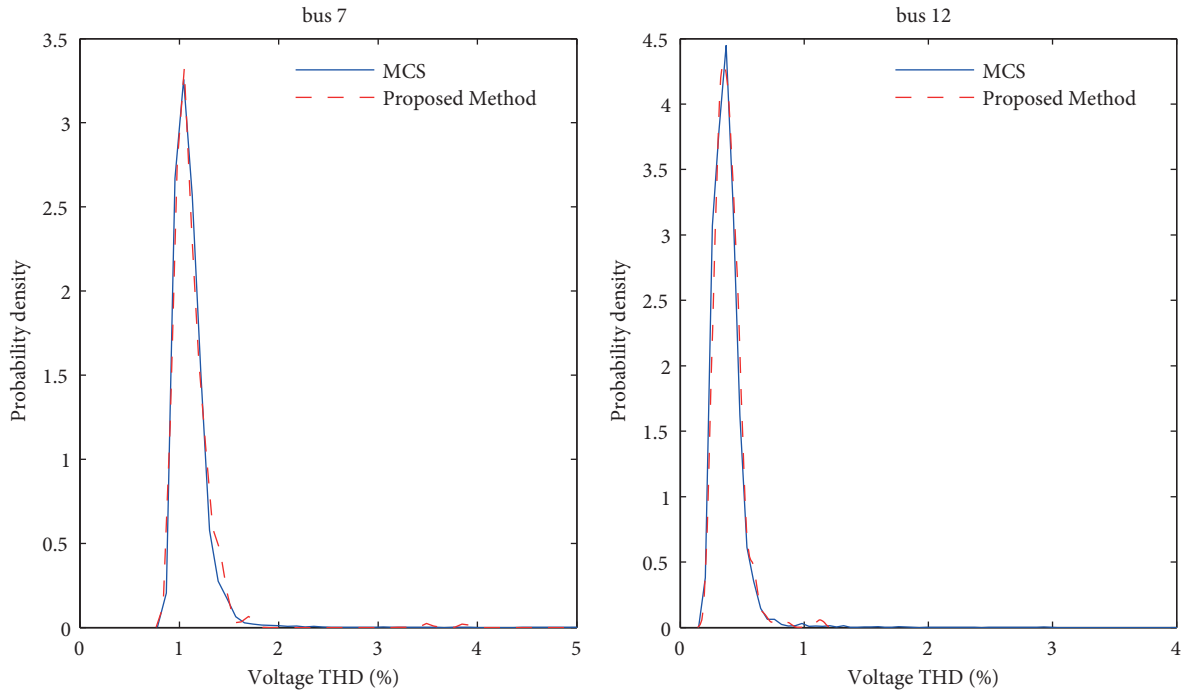 bus 7
3.5
3
2.5
2
1.5
1
0.5
0
Probability density
MCS
Proposed Method
0 1 2 3 4 5
Voltage THD (%)
bus 12
4.5
4
3.5
3
2.5
2
1.5
1
0.5
0
Probability density
MCS
Proposed Method
0 1 2 3 4
Voltage THD (%)